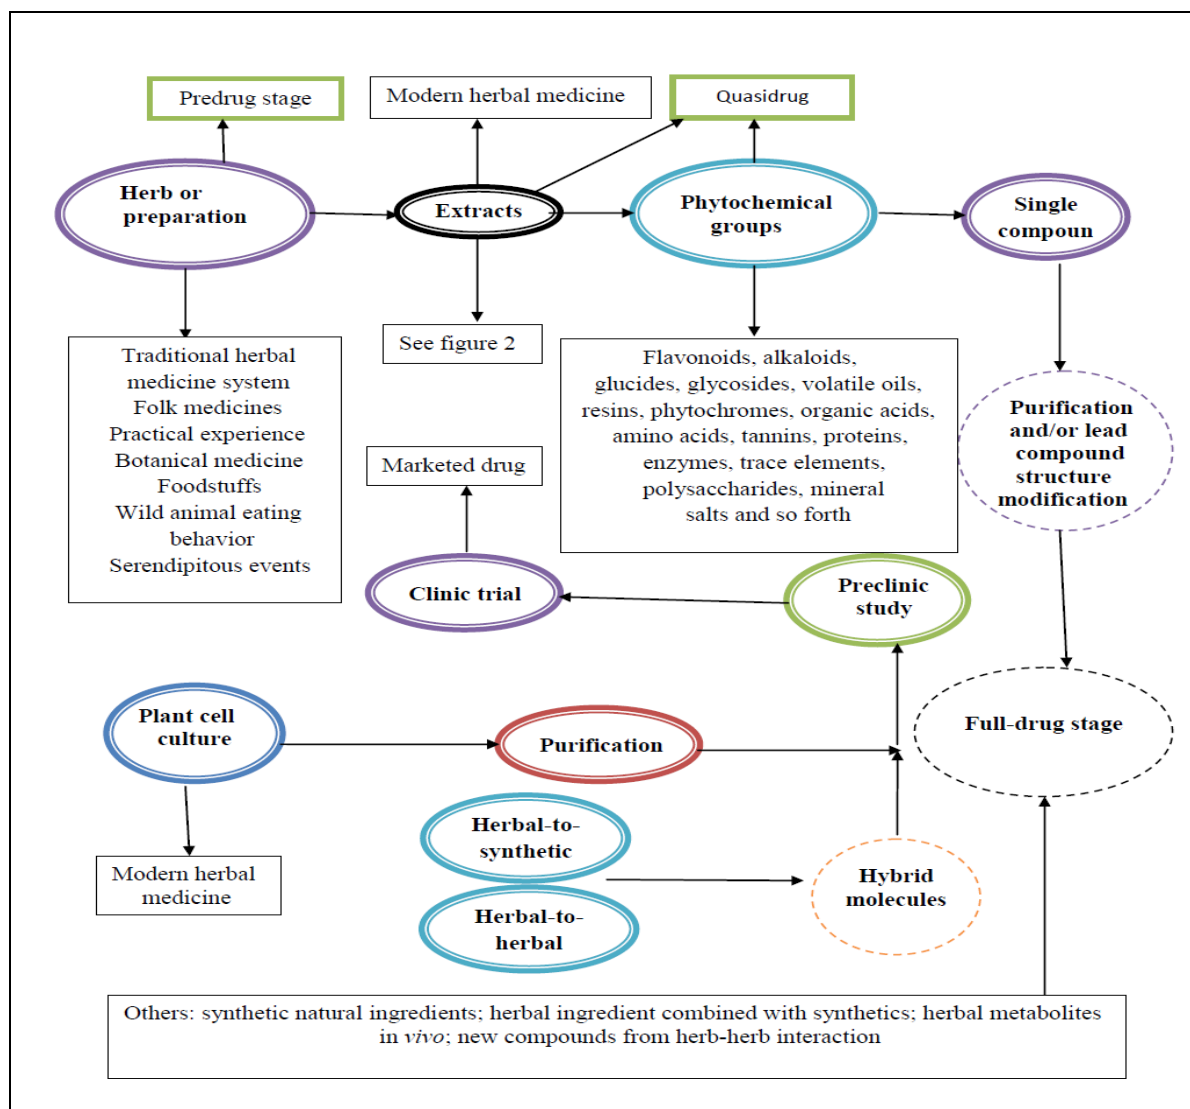 Predrug stage
Modern herbal medicine
Quasidrug
Herb or
preparation
Extracts
Phytochemical
groups
Single
compoun
Traditional herbal
medicine system
Folk medicines
Practical experience
Botanical medicine
Foodstuffs
Wild animal eating
behavior
Serendipitous events
See figure 2
Flavonoids, alkaloids,
glucides, glycosides, volatile oils,
resins, phytochromes, organic acids,
amino acids, tannins, proteins,
enzymes, trace elements,
polysaccharides, mineral
salts and so forth
Purification
and/or lead
compound
structure
modification
Marketed drug
Clinic trial
Preclinic
study
Plant cell
culture
Purification
Full-drug stage
Herbal-to-
synthetic
Modern herbal
medicine
Hybrid
molecules
Herbal-to-
herbal
Others: synthetic natural ingredients; herbal ingredient combined with synthetics; herbal metabolites
in vivo; new compounds from herb-herb interaction